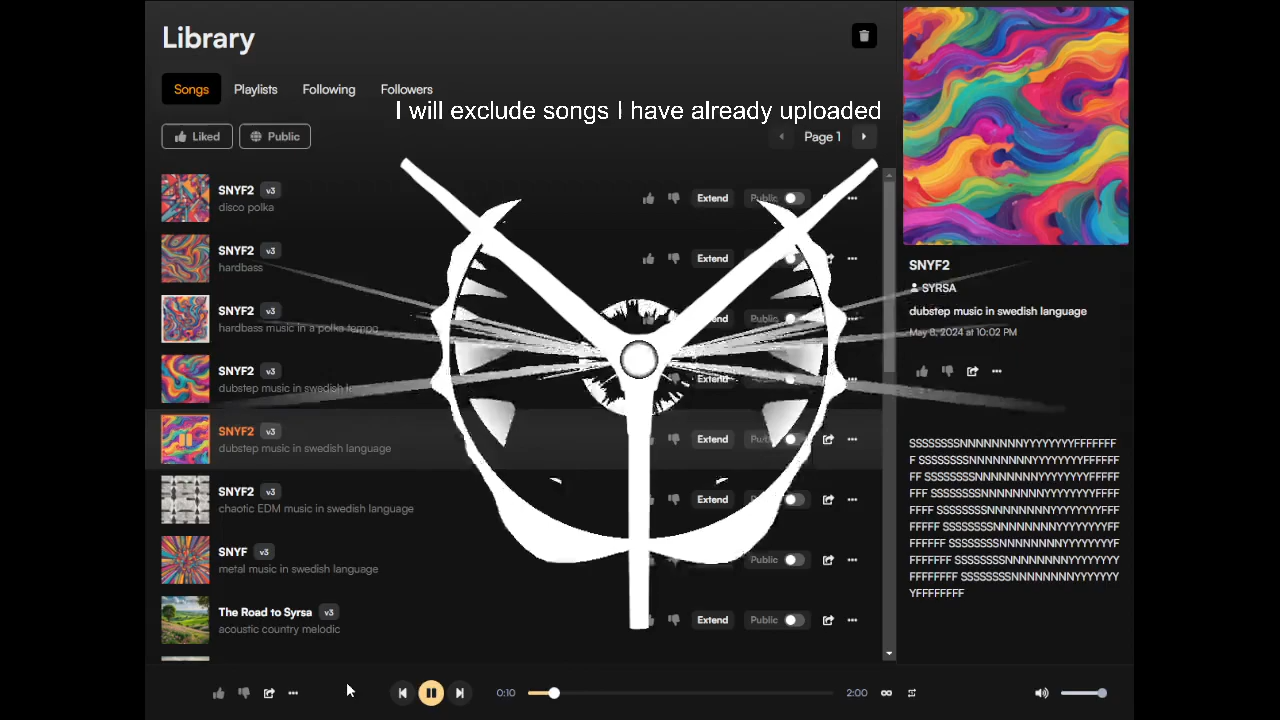 Library
Songs Playlists Following Followers
I will exclude songs I have already uploaded
Liked Public Page 1
SNYF2 v3
disco polka
Extend Public
SNYF2 v3
hardbass
Extend
SNYF2 v3
hardbass music in a polka tempo
Public
SNYF2 v3
dubstep music in swedish
Extend
SNYF2 v3
dubstep music in swedish language
Extend
SNYF2 v3
chaotic EDM music in swedish language
Extend
SNYF v3
metal music in swedish language
Extend Public
The Road to Syrsa v3
acoustic country melodic
Extend Public
SNYF2
SYRSA
dubstep music in swedish language
May 8, 2024 at 10:02 PM
SSSSSSSSNNNNNNNNYYYYYYYYFFFFFFF
F SSSSSSSSNNNNNNNNYYYYYYYYFFFFFF
FF SSSSSSSSNNNNNNNNYYYYYYYYFFFFF
FFF SSSSSSSSNNNNNNNNYYYYYYYYFFFFF
FFFF SSSSSSSSNNNNNNNNYYYYYYYYFFF
FFFFF SSSSSSSSNNNNNNNNYYYYYYYYFF
FFFFFF SSSSSSSSNNNNNNNNYYYYYYYYF
FFFFFFF SSSSSSSSNNNNNNNNYYYYYYYY
FFFFFFFF SSSSSSSSNNNNNNNNYYYYYYY
YFFFFFFFF
0:10 2:00